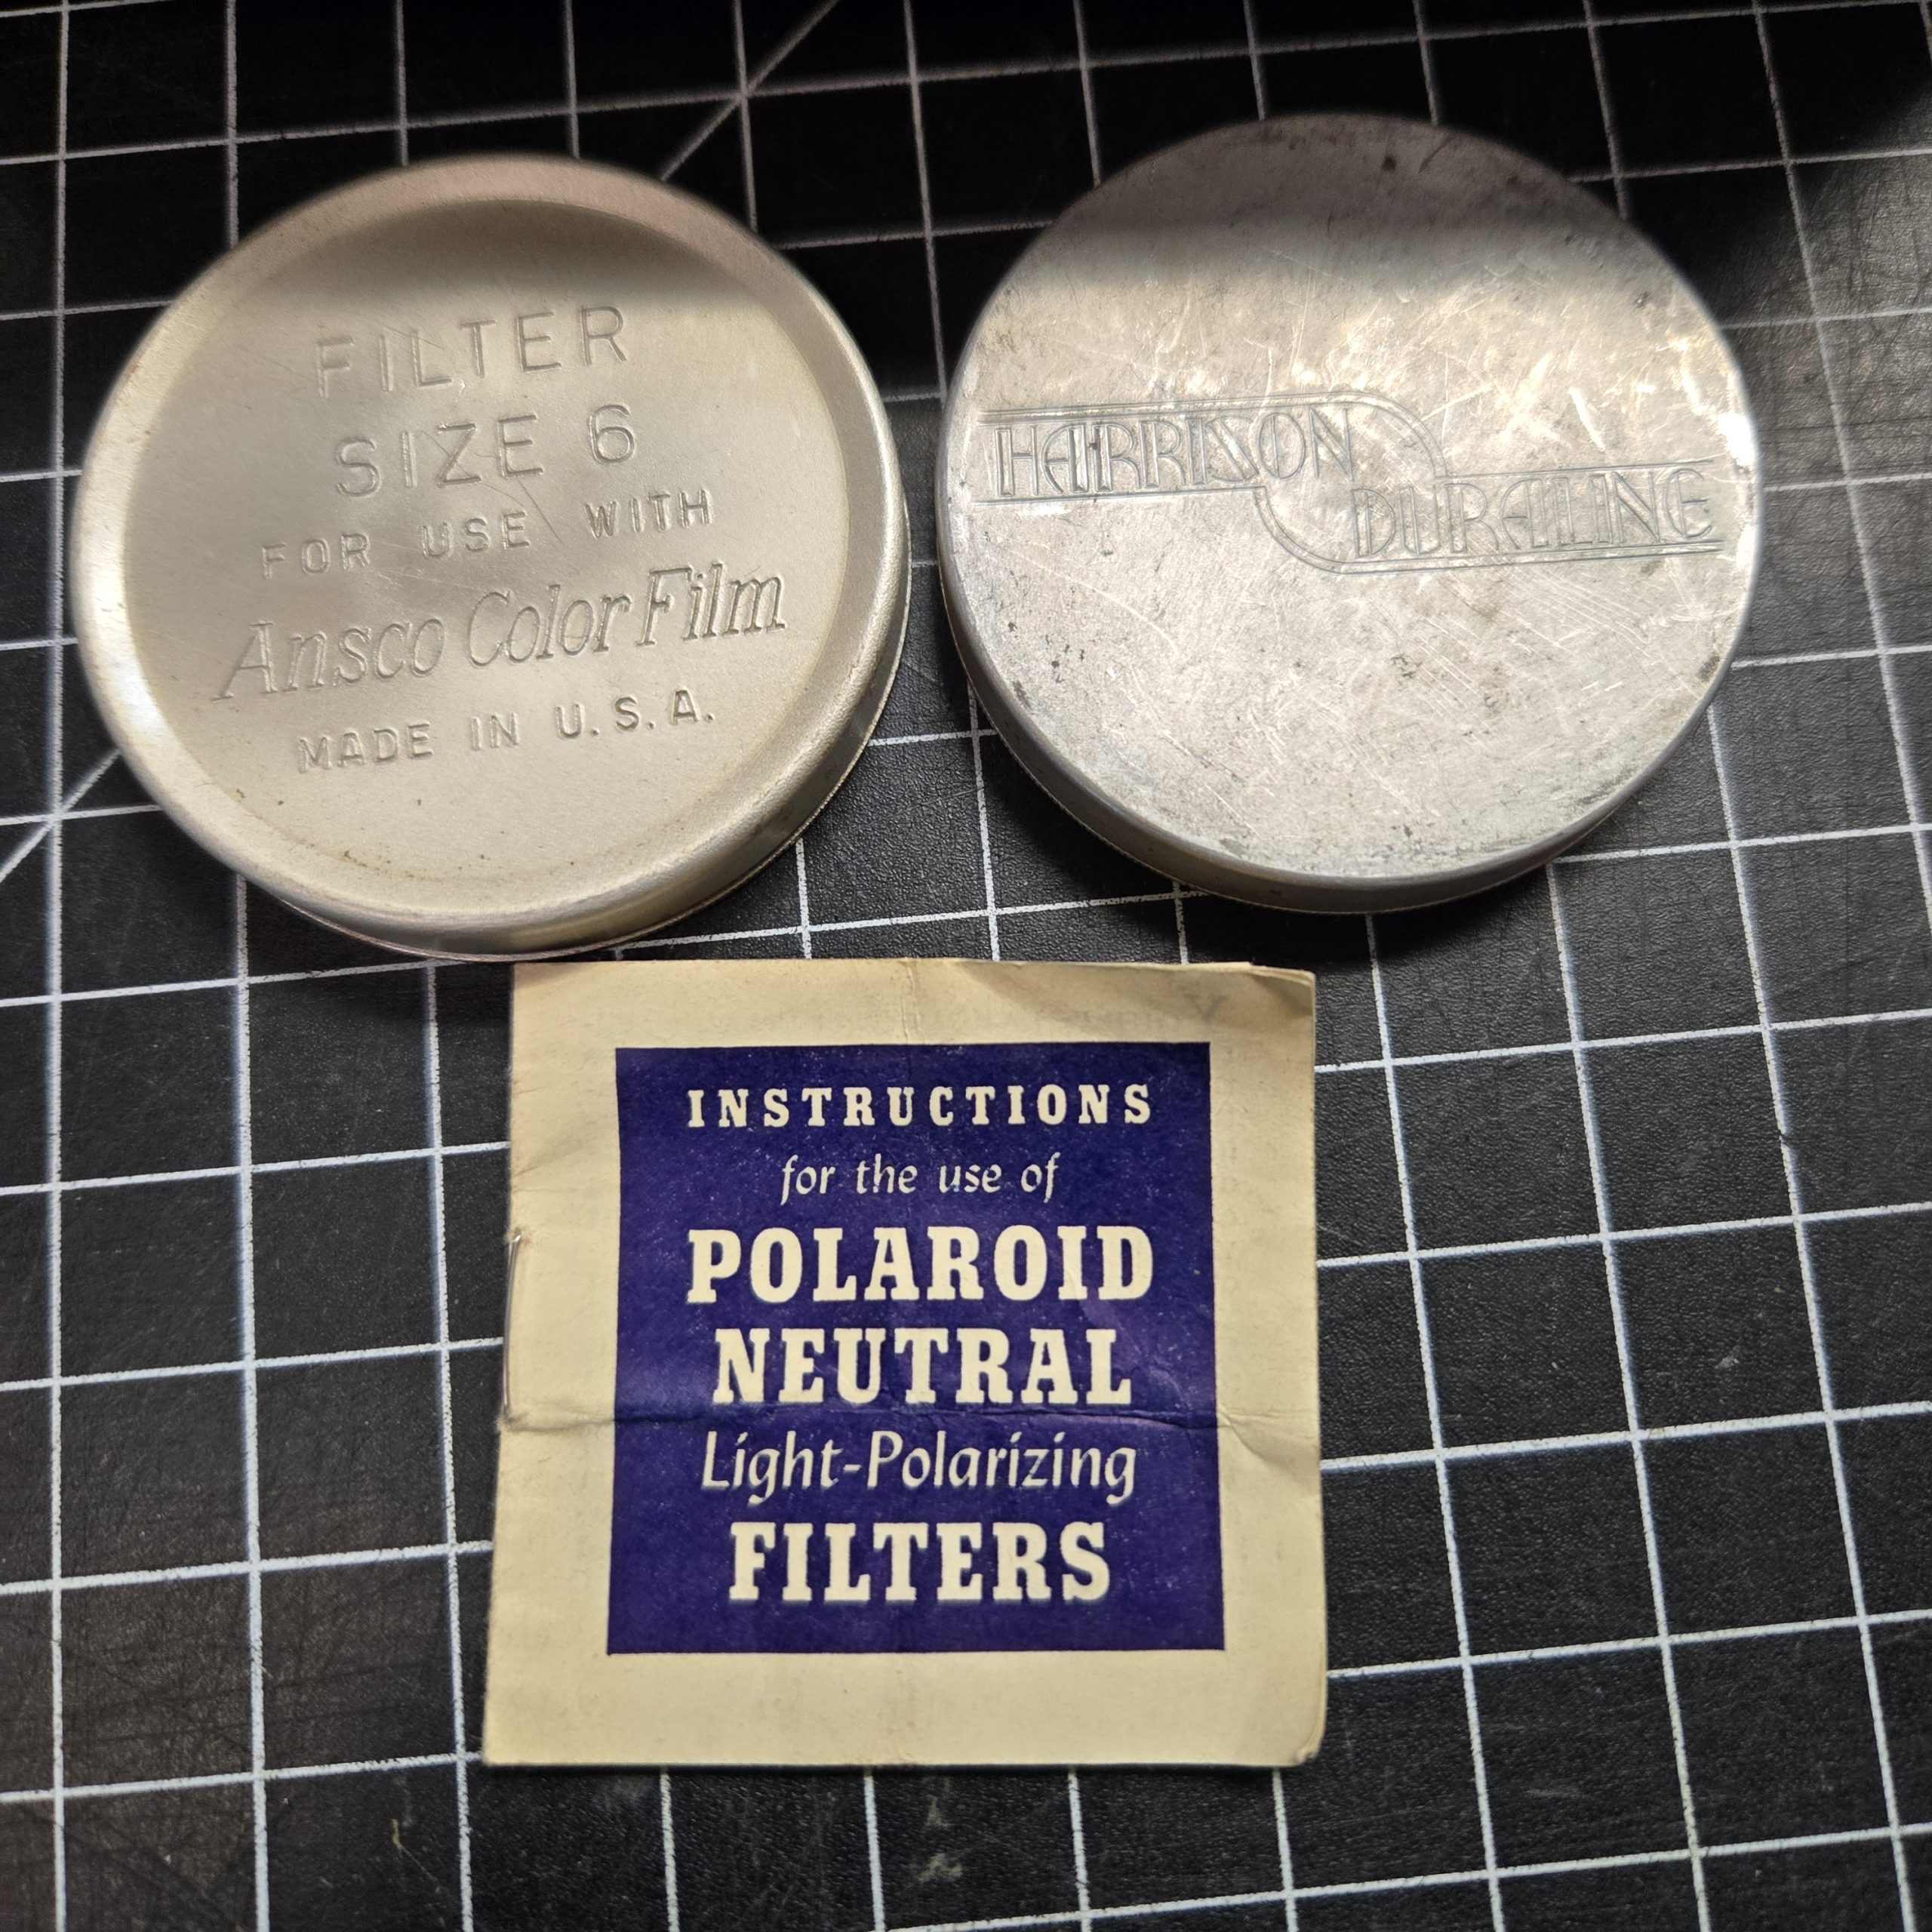 FILTER
SIZE 6
FOR USE WITH
Ansco Color Film
MADE IN U.S.A.
HARRISON
DURALINE
INSTRUCTIONS
for the use of
POLAROID
NEUTRAL
Light-Polarizing
FILTERS